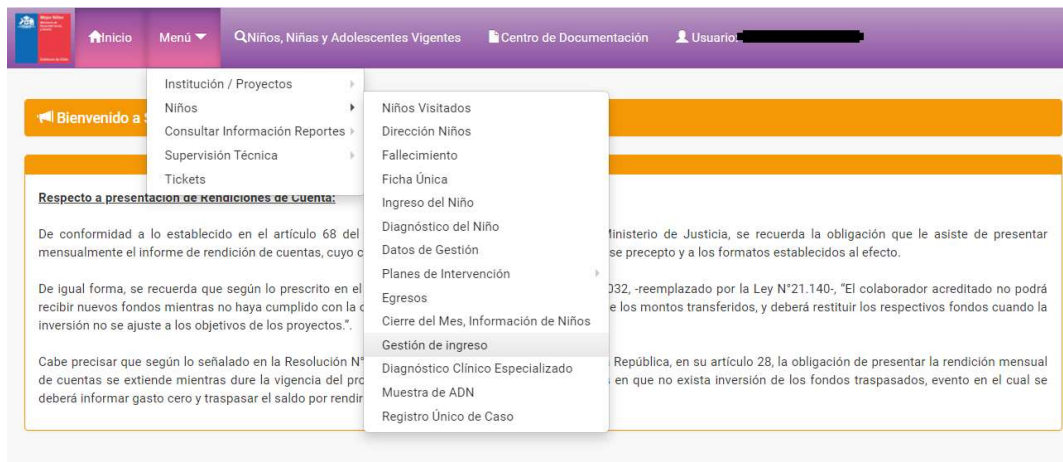 Inicio Menú Niños, Niñas y Adolescentes Vigentes Centro de Documentación Usuario:
Institución / Proyectos
Niños
Consultar Información Reportes
Supervisión Técnica
Tickets
Niños Visitados
Dirección Niños
Fallecimiento
Ficha Única
Ingreso del Niño
Diagnóstico del Niño
Datos de Gestión
Planes de Intervención
Egresos
Cierre del Mes, Información de Niños
Gestión de ingreso
Diagnóstico Clínico Especializado
Muestra de ADN
Registro Único de Caso
Bienvenido a
Respecto a presentación de Rendiciones de Cuenta:
De conformidad a lo establecido en el artículo 68 del Ministerio de Justicia, se recuerda la obligación que le asiste de presentar
mensualmente el informe de rendición de cuentas, cuyo se precepto y a los formatos establecidos al efecto.
De igual forma, se recuerda que según lo prescrito en el 032, -reemplazado por la Ley N°21.140-, "El colaborador acreditado no podrá
recibir nuevos fondos mientras no haya cumplido con la e los montos transferidos, y deberá restituir los respectivos fondos cuando la
inversión no se ajuste a los objetivos de los proyectos.".
Cabe precisar que según lo señalado en la Resolución N° República, en su artículo 28, la obligación de presentar la rendición mensual
de cuentas se extiende mientras dure la vigencia del en que no exista inversión de los fondos traspasados, evento en el cual se
deberá informar gasto cero y traspasar el saldo por